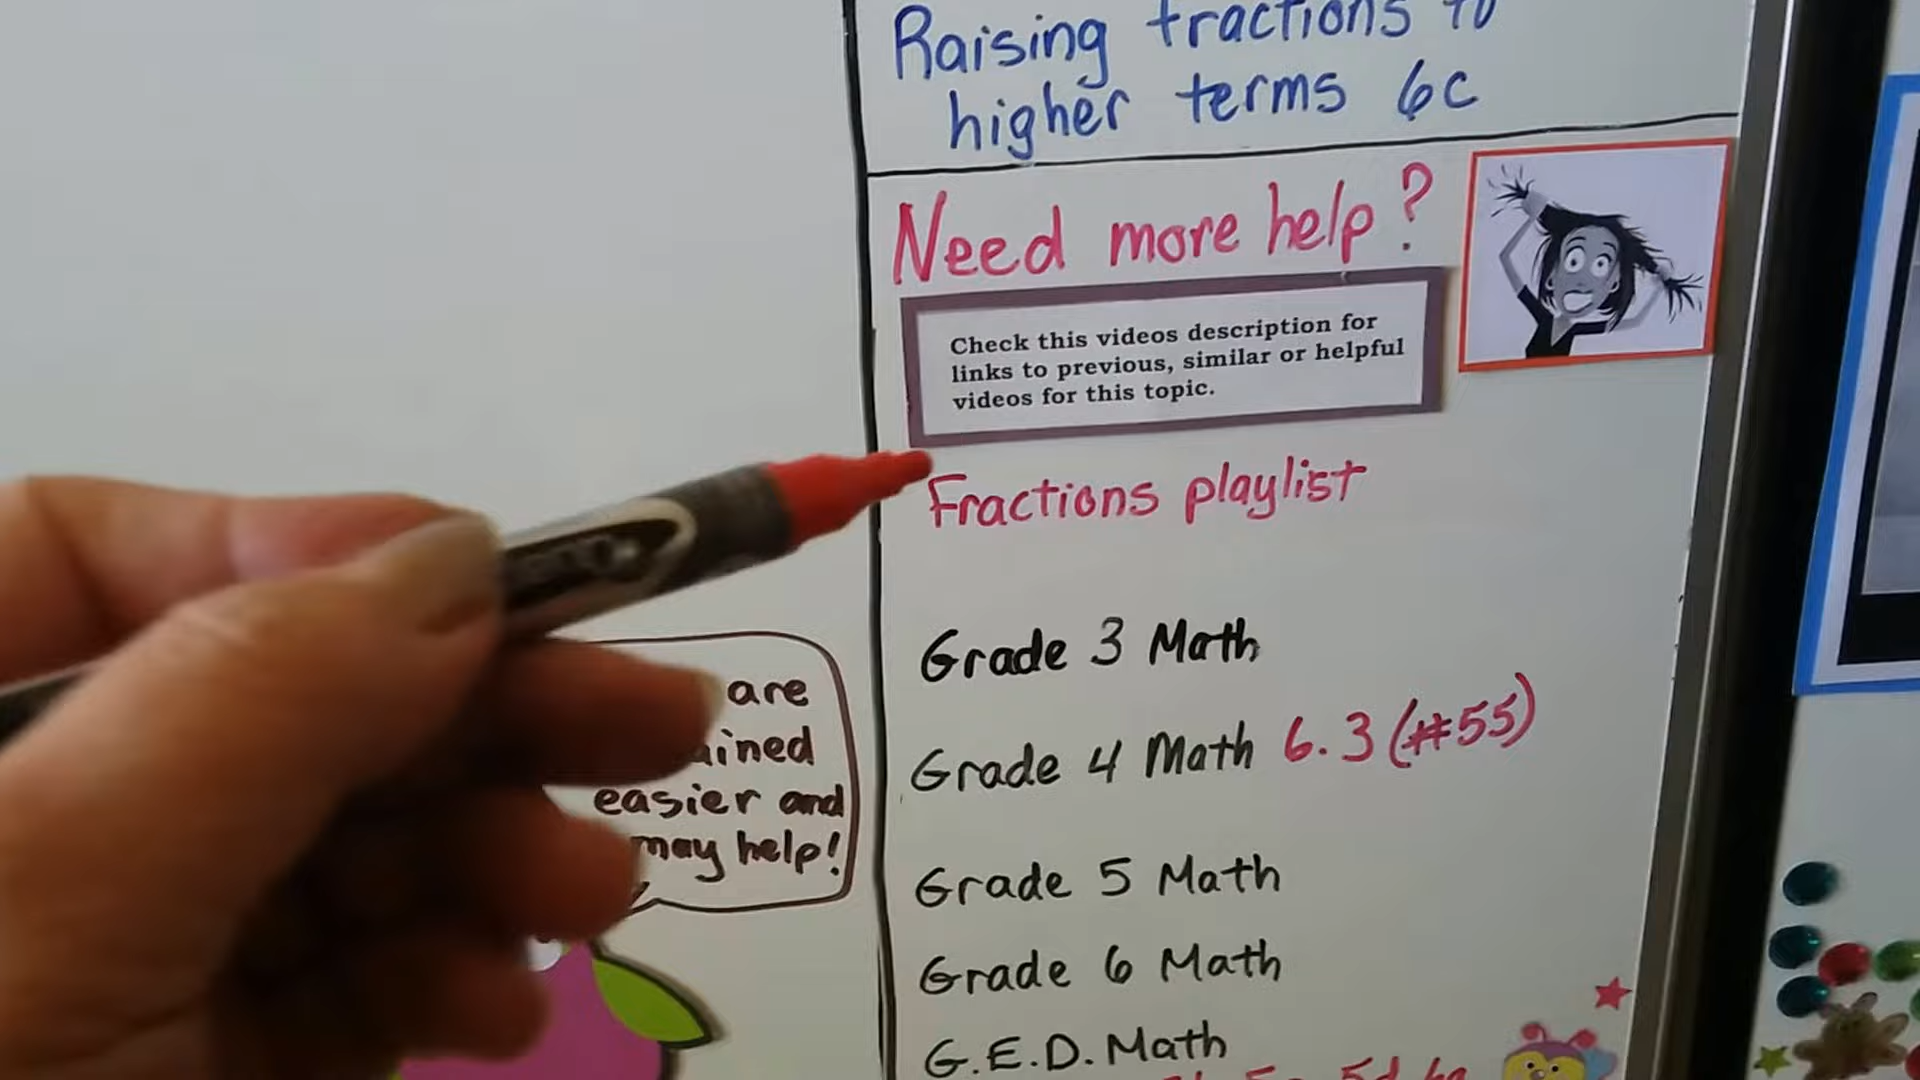 Raising fractions to
higher terms 6c
Need more help?
Check this videos description for
links to previous, similar or helpful
videos for this topic.
Fractions playlist
Grade 3 Math
Grade 4 Math 6.3 (#55)
Grade 5 Math
Grade 6 Math
G.E.D. Math
are
easier and
may help!